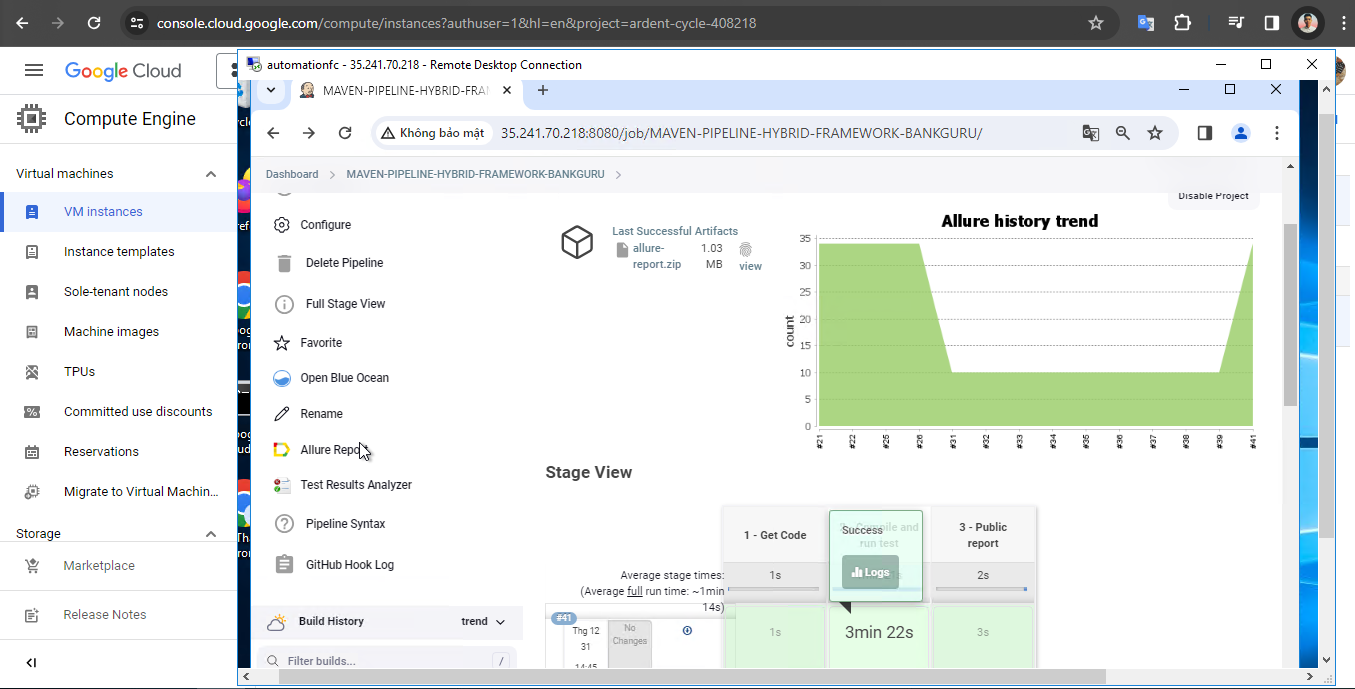 console.cloud.google.com/compute/instances?authuser=1&hl=en&project=ardent-cycle-408218
Google Cloud
Compute Engine
Virtual machines
VM instances
Instance templates
Sole-tenant nodes
Machine images
TPUs
Committed use discounts
Reservations
Migrate to Virtual Machin...
Storage
Marketplace
Release Notes
automationfc - 35.241.70.218 - Remote Desktop Connection
MAVEN-PIPELINE-HYBRID-FRA
Không bảo mật
35.241.70.218:8080/job/MAVEN-PIPELINE-HYBRID-FRAMEWORK-BANKGURU/
Dashboard
MAVEN-PIPELINE-HYBRID-FRAMEWORK-BANKGURU
Configure
Delete Pipeline
Full Stage View
Favorite
Open Blue Ocean
Rename
Allure Report
Test Results Analyzer
Pipeline Syntax
GitHub Hook Log
Build History
trend
Filter builds...
/
Disable Project
Last Successful Artifacts
allure-
report.zip
1.03
MB
view
Allure history trend
count
35
30
25
20
15
10
5
0
#21
#22
#25
#26
#31
#32
#33
#34
#35
#36
#37
#38
#39
#41
Stage View
1 - Get Code
2 - Compile and
run test
3 - Public
report
Success
Logs
Average stage times:
(Average full run time: ~1min
14s)
1s
2s
#41
Thg 12
31
14:45
No
Changes
1s
3min 22s
3s